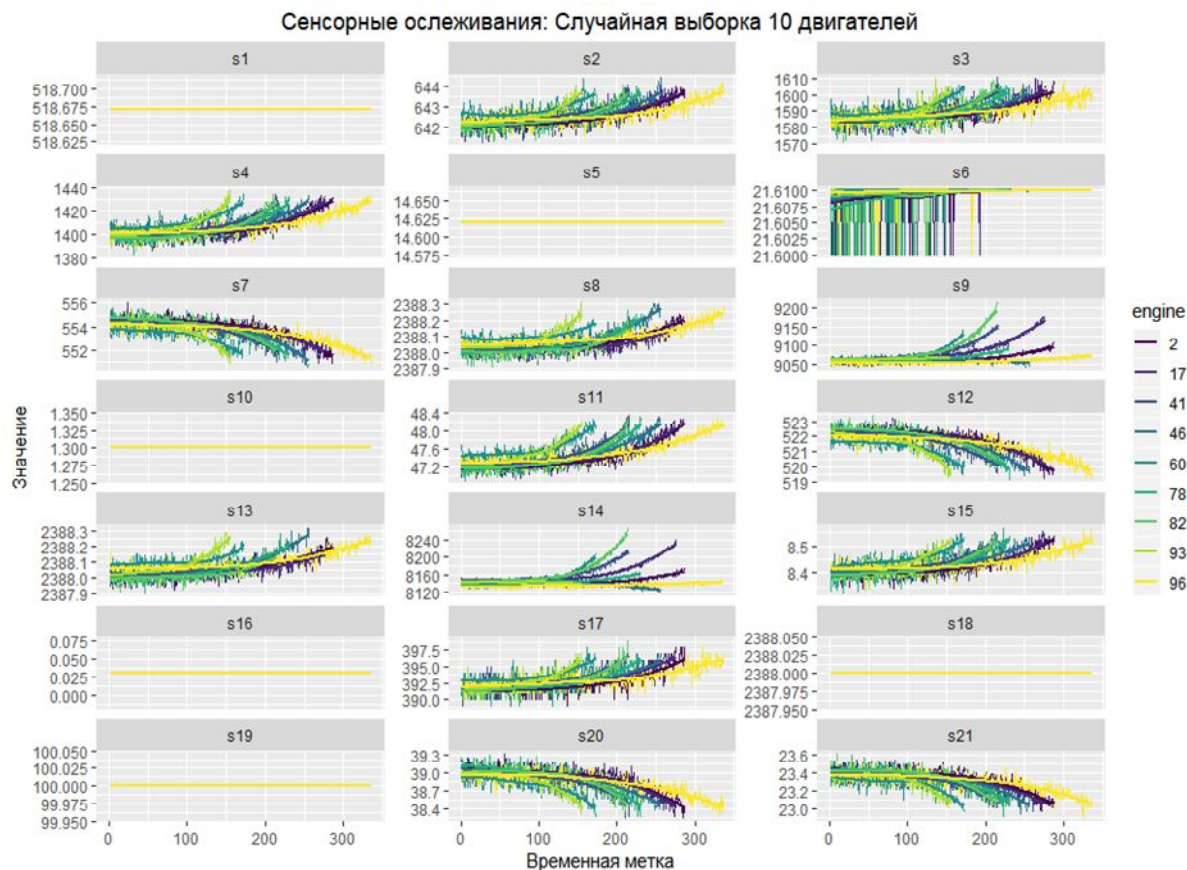 Сенсорные ослеживания: Случайная выборка 10 двигателей
s1 s2 s3
518.700 518.675 518.650 518.625
644 643 642
1610 1600 1590 1580 1570
s4 s5 s6
1440 1420 1400 1380
14.650 14.625 14.600 14.575
21.6100 21.6075 21.6050 21.6025 21.6000
s7 s8 s9
556 554 552
2388.3 2388.2 2388.1 2388.0 2387.9
9200 9150 9100 9050
s10 s11 s12
1.350 1.325 1.300 1.275 1.250
48.4 48.0 47.6 47.2
523 522 521 520 519
s13 s14 s15
2388.3 2388.2 2388.1 2388.0 2387.9
8240 8200 8160 8120
8.5 8.4
s16 s17 s18
0.075 0.050 0.025 0.000
397.5 395.0 392.5 390.0
2388.050 2388.025 2388.000 2387.975 2387.950
s19 s20 s21
100.050 100.025 100.000 99.975 99.950
39.3 39.0 38.7 38.4
23.6 23.4 23.2 23.0
0 100 200 300
0 100 200 300
0 100 200 300
Временная метка
Значение
engine
2
17
41
46
60
78
82
93
96